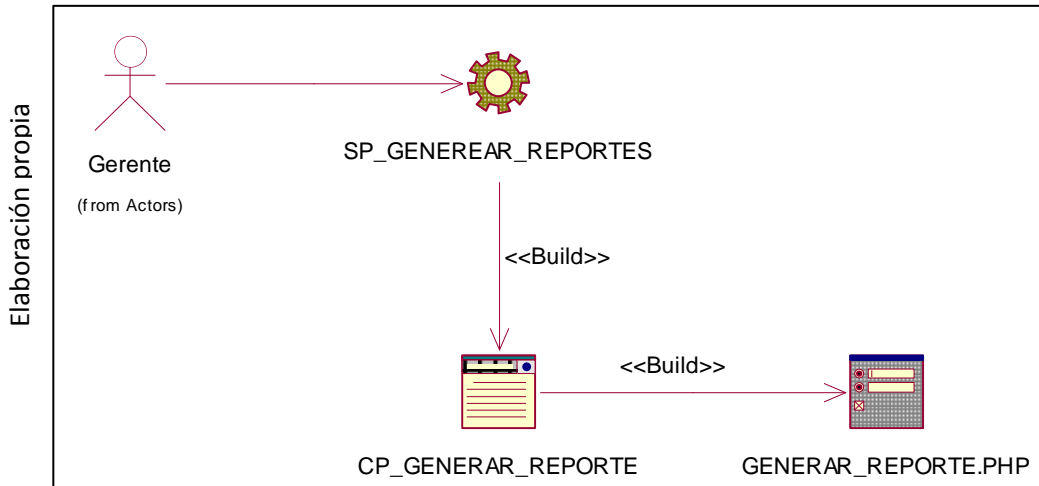 Elaboración propia
Gerente
(from Actors)
SP_GENEREAR_REPORTES
<<Build>>
<<Build>>
CP_GENERAR_REPORTE
GENERAR_REPORTE.PHP